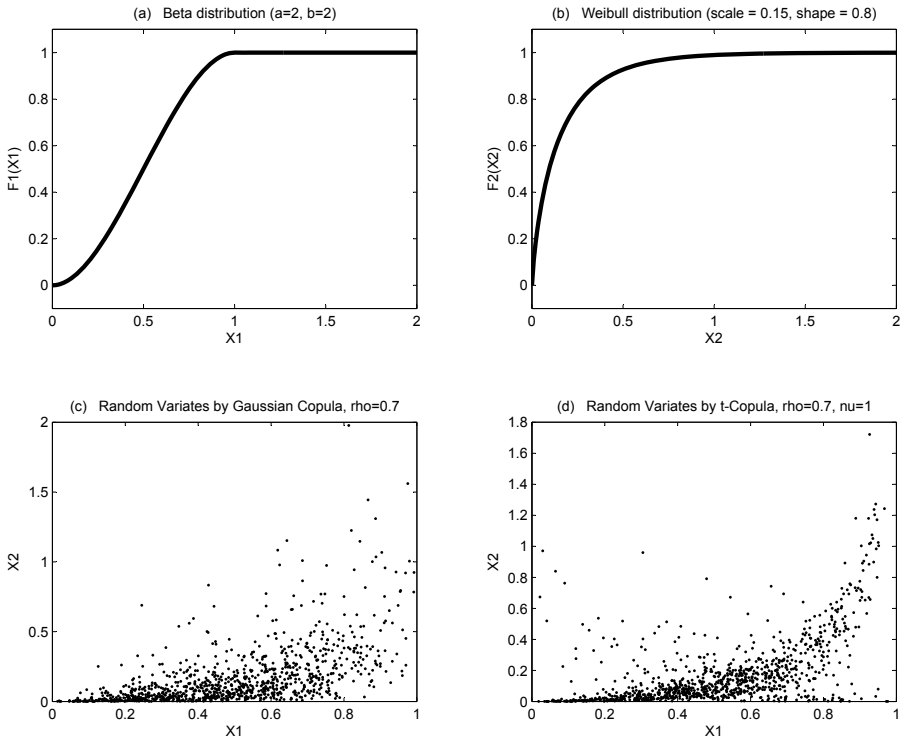 (a) Beta distribution (a=2, b=2)
1
0.8
0.6
0.4
0.2
0
F1(X1)
0 0.5 1 1.5 2
X1
(b) Weibull distribution (scale = 0.15, shape = 0.8)
1
0.8
0.6
0.4
0.2
0
F2(X2)
0 0.5 1 1.5 2
X2
(c) Random Variates by Gaussian Copula, rho=0.7
2
1.5
1
0.5
0
X2
0 0.2 0.4 0.6 0.8 1
X1
(d) Random Variates by t-Copula, rho=0.7, nu=1
1.8
1.6
1.4
1.2
1
0.8
0.6
0.4
0.2
0
X2
0 0.2 0.4 0.6 0.8 1
X1